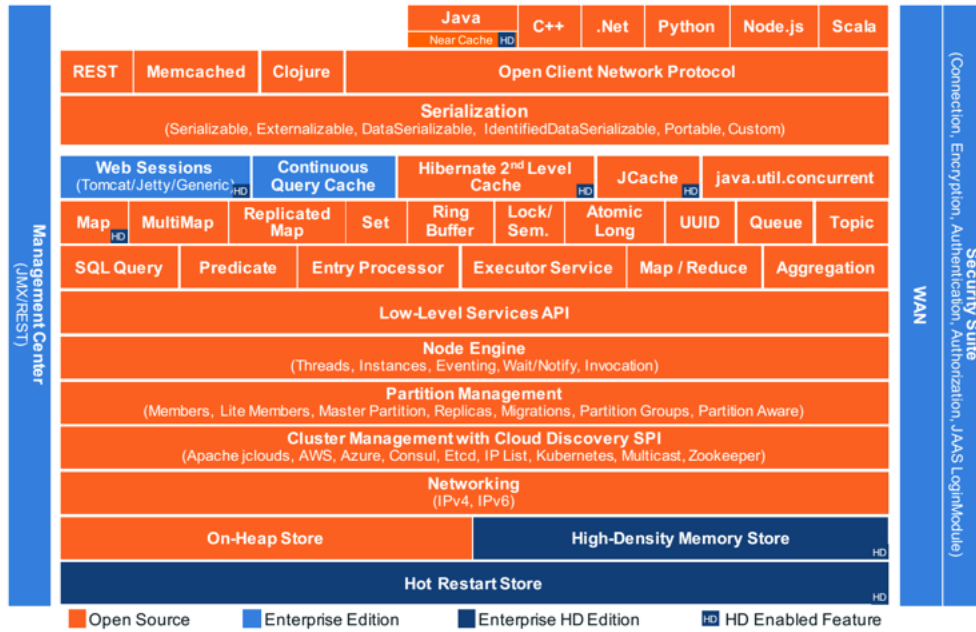 Java
Near Cache HD
C++
.Net
Python
Node.js
Scala
REST
Memcached
Clojure
Open Client Network Protocol
Serialization
(Serializable, Externalizable, DataSerializable, IdentifiedDataSerializable, Portable, Custom)
Web Sessions
(Tomcat/Jetty/Generic) HD
Continuous
Query Cache
Hibernate 2nd Level
Cache HD
JCache HD
java.util.concurrent
Map HD
MultiMap
Replicated
Map
Set
Ring
Buffer
Lock/
Sem.
Atomic
Long
UUID
Queue
Topic
SQL Query
Predicate
Entry Processor
Executor Service
Map / Reduce
Aggregation
Low-Level Services API
Node Engine
(Threads, Instances, Eventing, Wait/Notify, Invocation)
Partition Management
(Members, Lite Members, Master Partition, Replicas, Migrations, Partition Groups, Partition Aware)
Cluster Management with Cloud Discovery SPI
(Apache jclouds, AWS, Azure, Consul, Etcd, IP List, Kubernetes, Multicast, Zookeeper)
Networking
(IPv4, IPv6)
On-Heap Store
High-Density Memory Store
HD
Hot Restart Store
HD
Management Center
(JMX/REST)
WAN
Security Suite
(Connection, Encryption, Authentication, Authorization, JAAS LoginModule)
Open Source
Enterprise Edition
Enterprise HD Edition
HD HD Enabled Feature